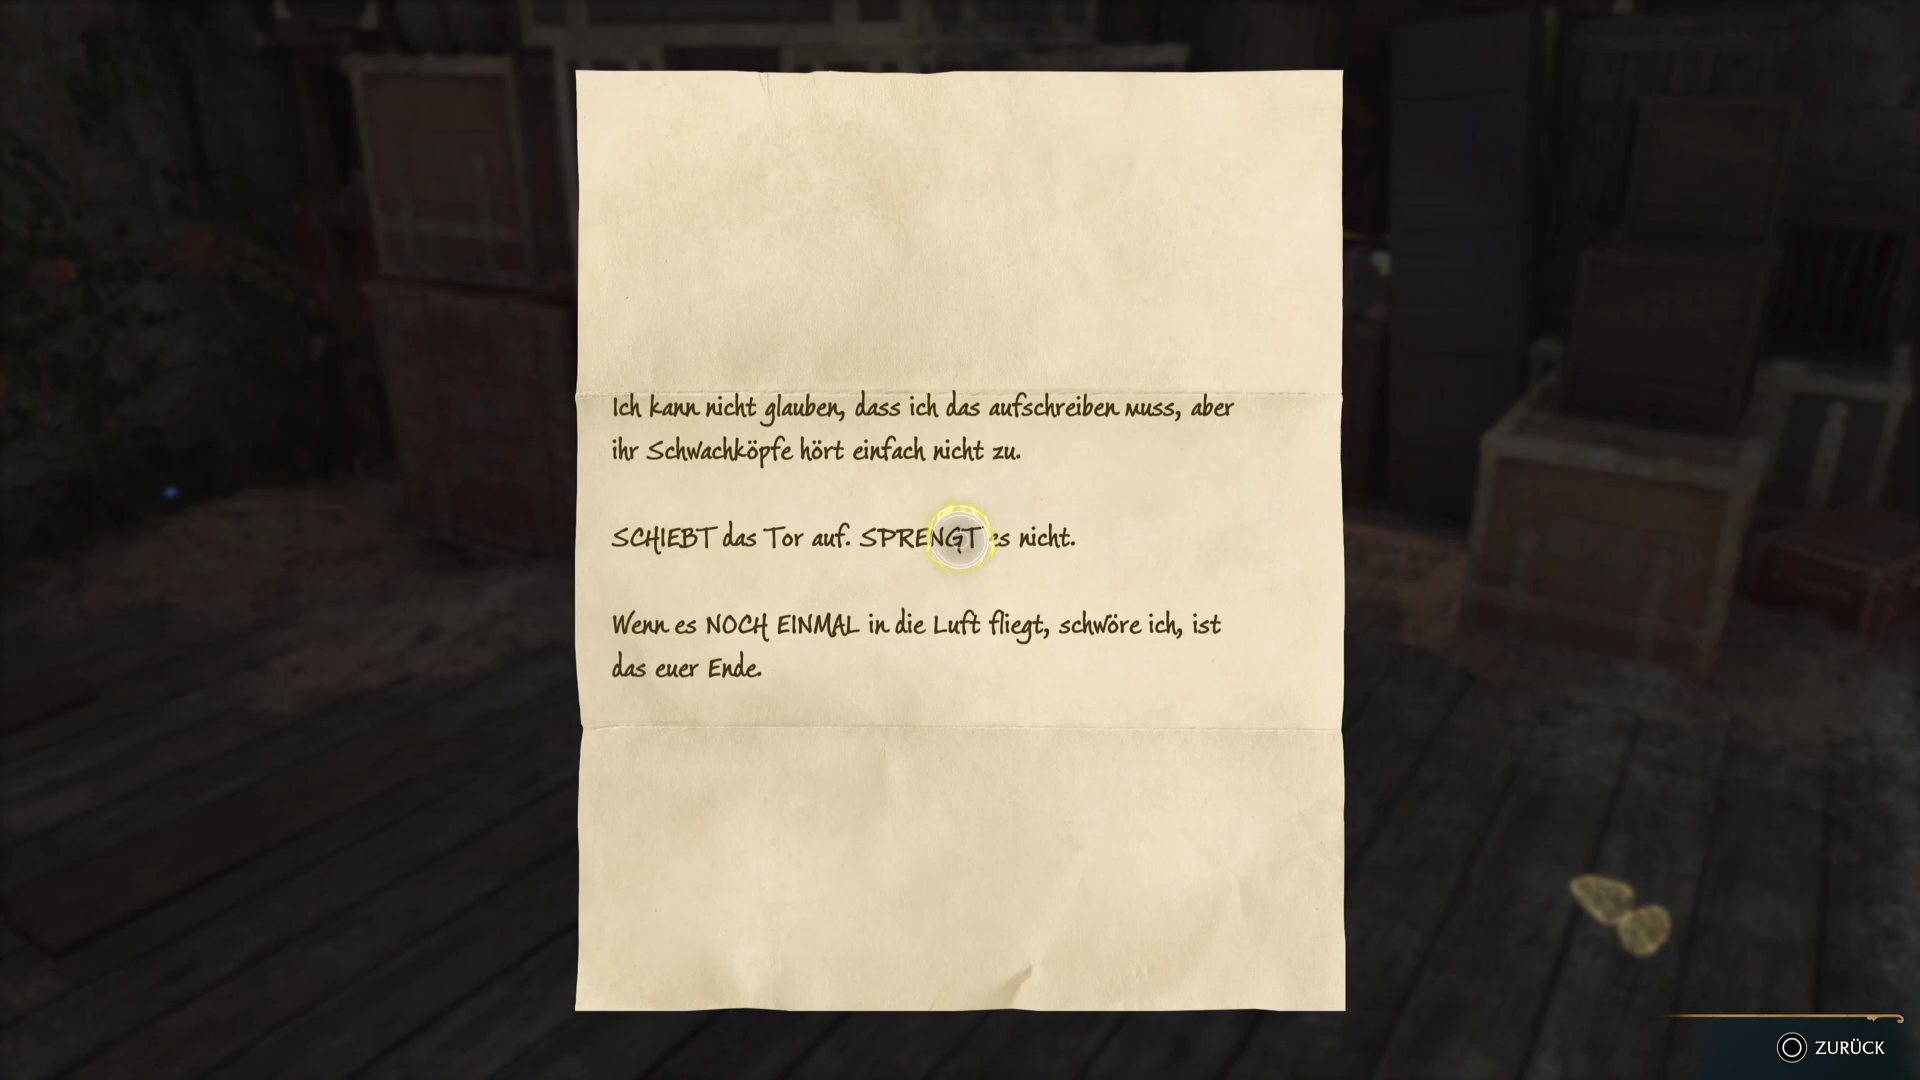 Ich kann nicht glauben, dass ich das aufschreiben muss, aber
ihr Schwachköpfe hört einfach nicht zu.
SCHIEBT das Tor auf. SPRENGT es nicht.
Wenn es NOCH EINMAL in die Luft fliegt, schwöre ich, ist
das euer Ende.
ZURÜCK